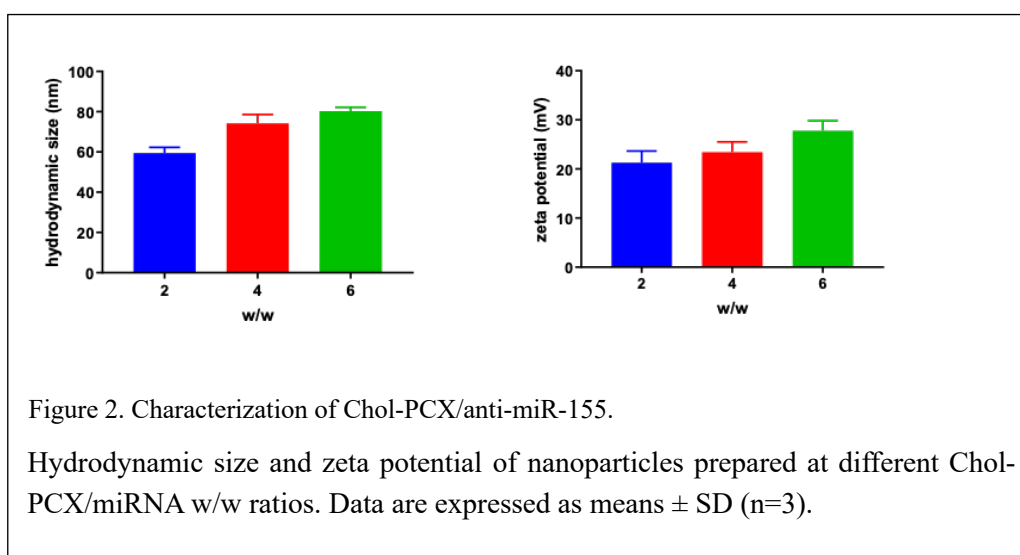 hydrodynamic size (nm)
100
80
60
40
20
0
2
4
6
w/w
zeta potential (mV)
40
30
20
10
0
2
4
6
w/w
Figure 2. Characterization of Chol-PCX/anti-miR-155.
Hydrodynamic size and zeta potential of nanoparticles prepared at different Chol-
PCX/miRNA w/w ratios. Data are expressed as means ± SD (n=3).